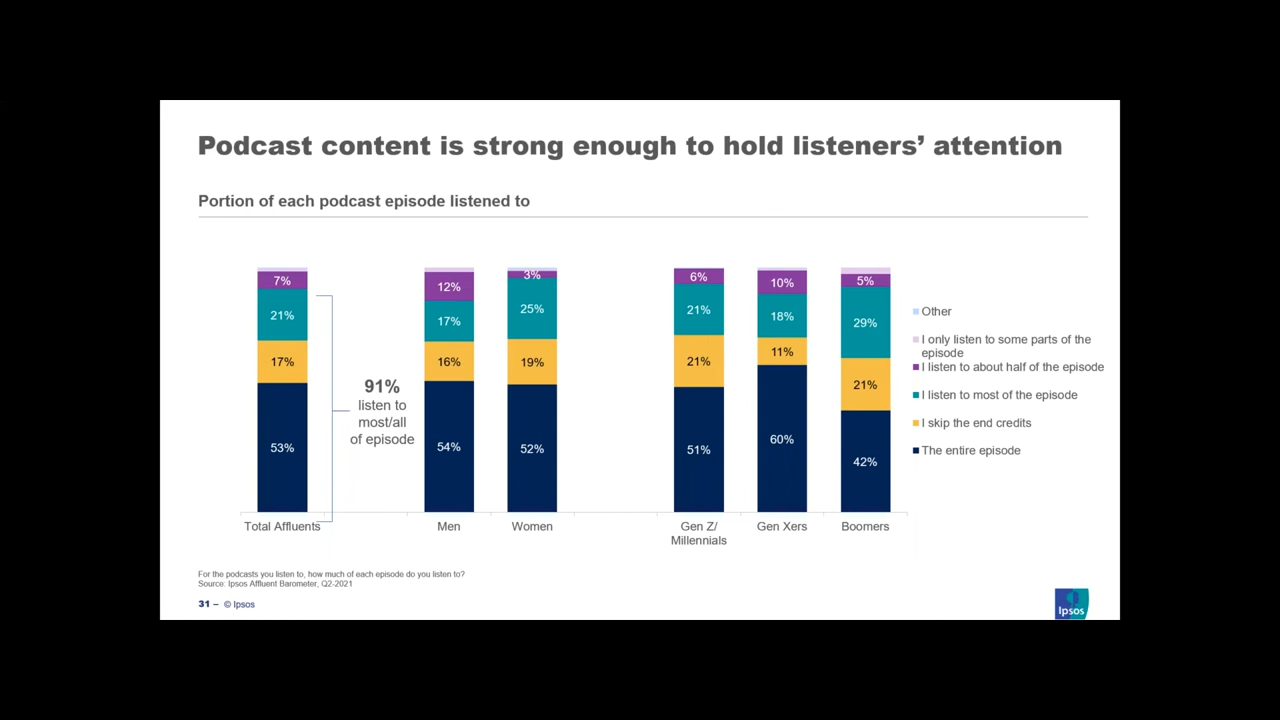 Podcast content is strong enough to hold listeners’ attention
Portion of each podcast episode listened to
7%
21%
17%
53%
91%
listen to
most/all
of episode
12%
17%
16%
54%
3%
25%
19%
52%
6%
21%
21%
51%
10%
18%
11%
60%
5%
29%
21%
42%
Other
I only listen to some parts of the
episode
I listen to about half of the episode
I listen to most of the episode
I skip the end credits
The entire episode
Total Affluents
Men
Women
Gen Z/
Millennials
Gen Xers
Boomers
For the podcasts you listen to, how much of each episode do you listen to?
Source: Ipsos Affluent Barometer, Q2-2021
31 – © Ipsos
Ipsos